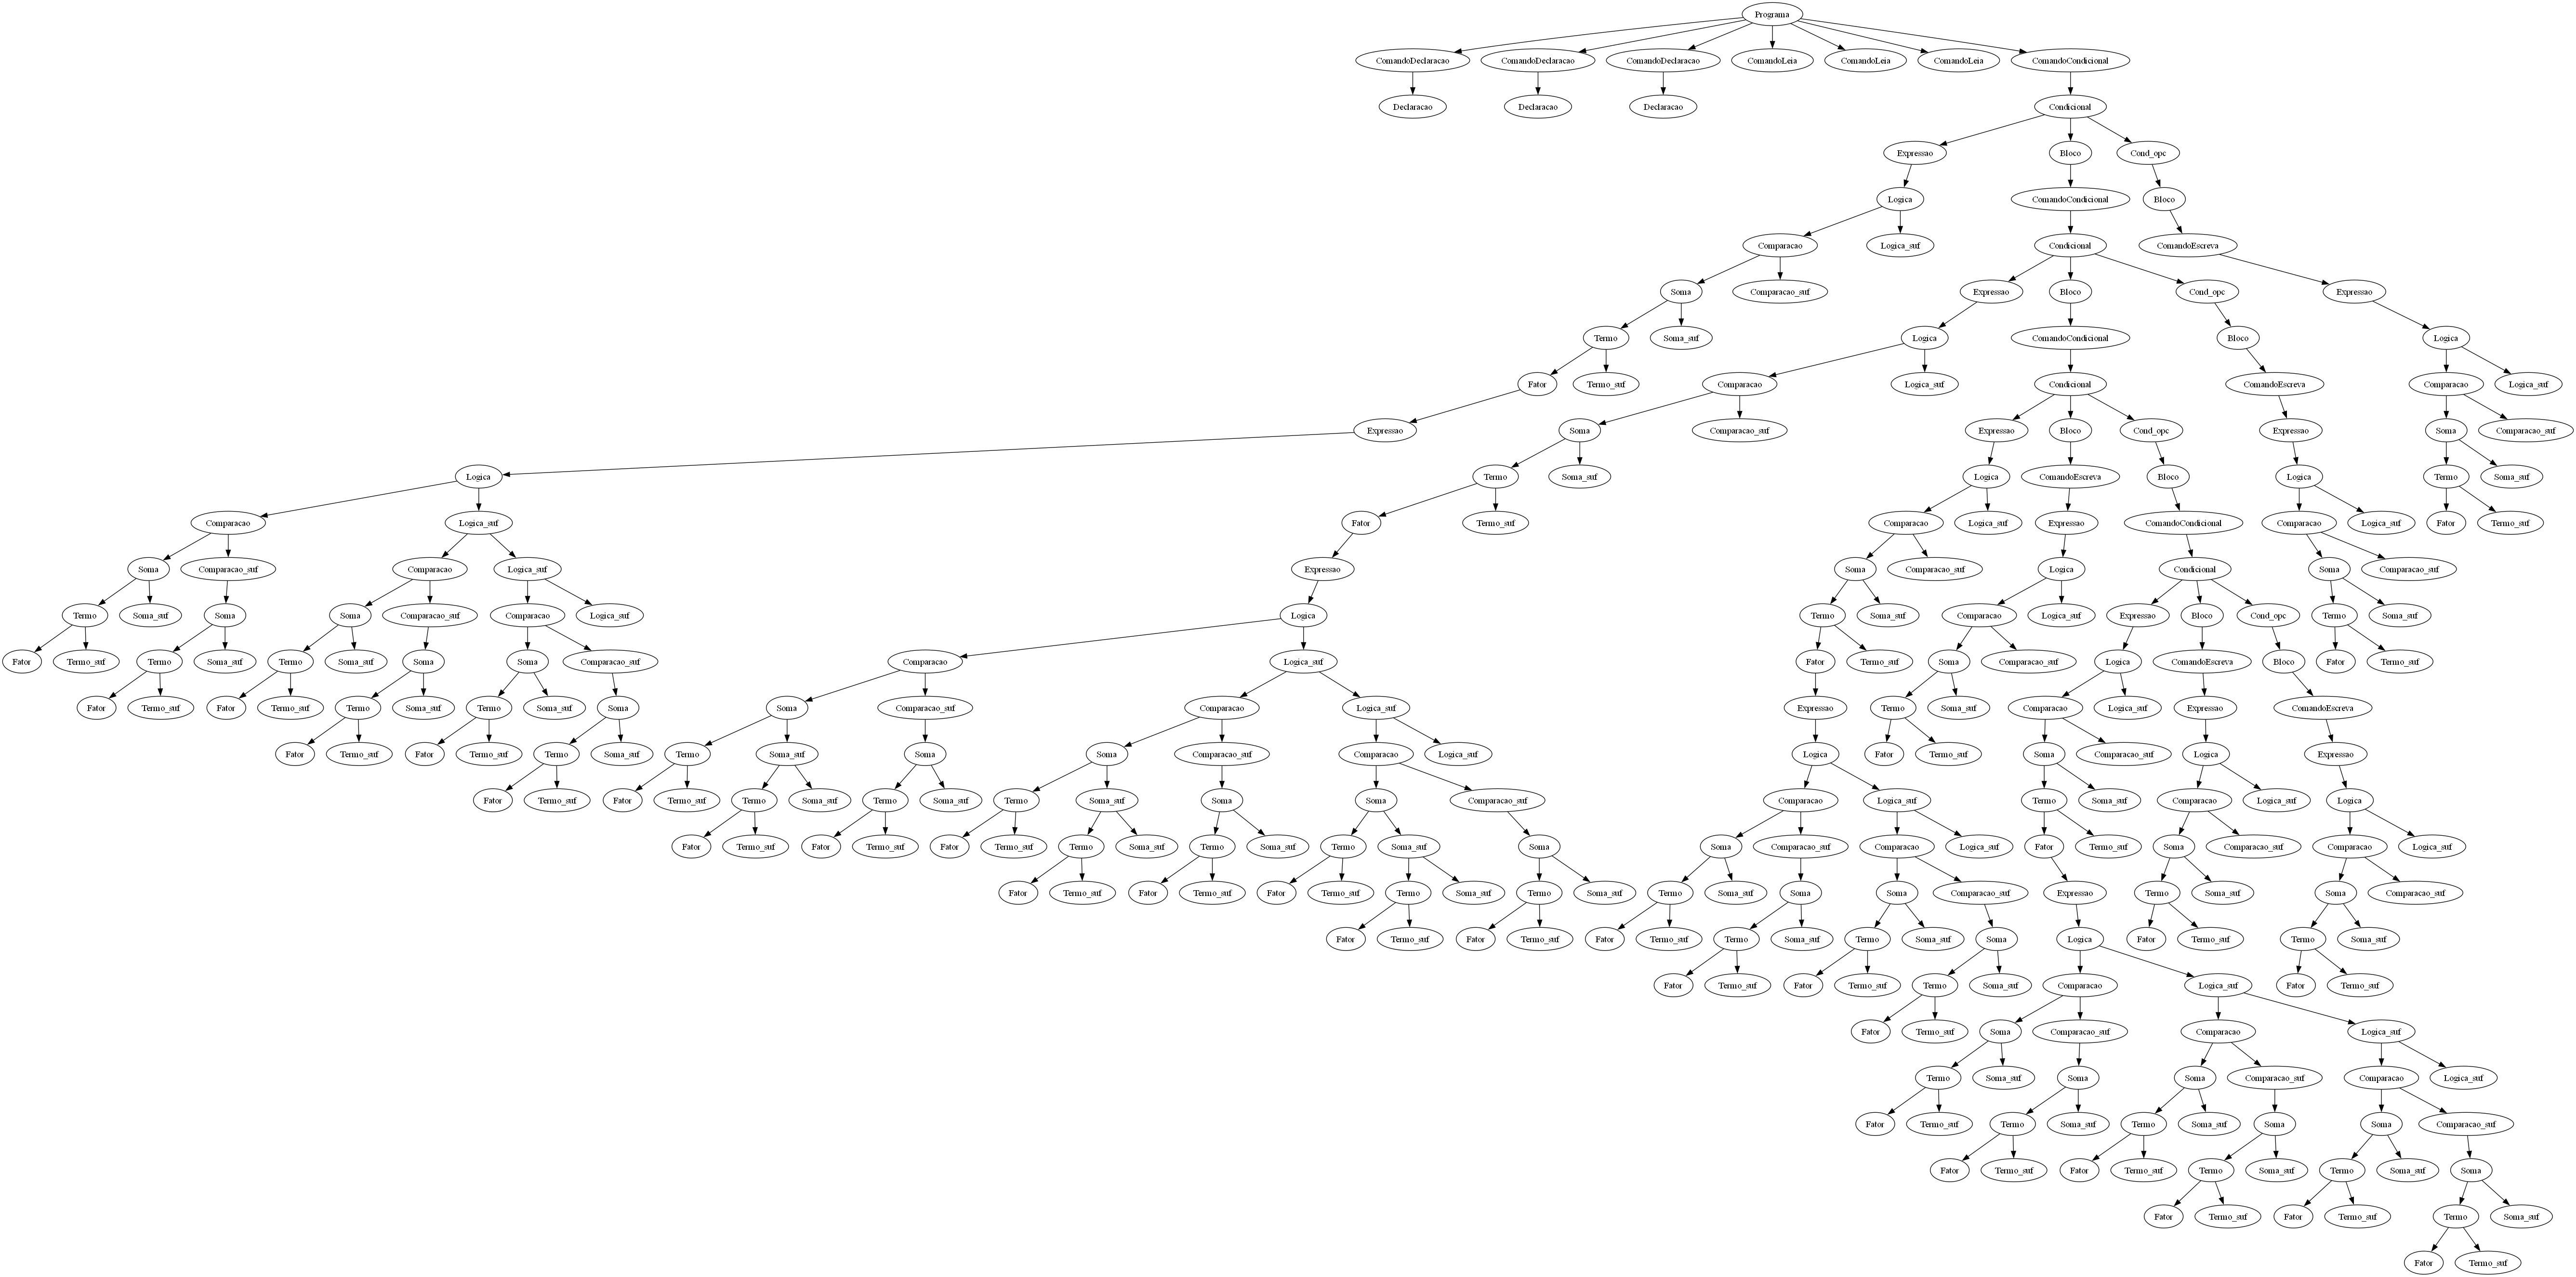 Programa
ComandoDeclaracao ComandoDeclaracao ComandoDeclaracao ComandoLeia ComandoLeia ComandoLeia ComandoCondicional
Declaracao Declaracao Declaracao Condicional
Expressao Bloco Cond_opc
Logica ComandoCondicional Bloco
Comparacao Logica_suf Condicional ComandoEscreva
Soma Comparacao_suf Expressao Bloco Cond_opc Expressao
Termo Soma_suf Logica ComandoCondicional Bloco Logica
Fator Termo_suf Comparacao Logica_suf Condicional ComandoEscreva Comparacao Logica_suf
Expressao Soma Comparacao_suf Expressao Bloco Cond_opc Expressao Soma Comparacao_suf
Logica Termo Soma_suf Logica ComandoEscreva Bloco Logica Termo Soma_suf
Comparacao Logica_suf Fator Termo_suf Comparacao Logica_suf Expressao ComandoCondicional Comparacao Logica_suf Fator Termo_suf
Soma Comparacao_suf Comparacao Logica_suf Expressao Soma Comparacao_suf Logica Condicional Soma Comparacao_suf
Termo Soma_suf Soma Soma Comparacao_suf Comparacao Logica_suf Logica Termo Soma_suf Comparacao Logica_suf Expressao Bloco Cond_opc Termo Soma_suf
Fator Termo_suf Termo Soma_suf Termo Soma_suf Soma Soma Comparacao_suf Comparacao Logica_suf Fator Termo_suf Soma Comparacao_suf Logica ComandoEscreva Bloco Fator Termo_suf
Fator Termo_suf Fator Termo_suf Termo Soma_suf Termo Soma_suf Soma Soma Comparacao_suf Comparacao Logica_suf Expressao Termo Soma_suf Comparacao Logica_suf Expressao ComandoEscreva
Fator Termo_suf Fator Termo_suf Termo Soma_suf Termo Soma_suf Soma Soma Comparacao_suf Comparacao Logica_suf Logica Fator Termo_suf Soma Comparacao_suf Logica Expressao
Fator Termo_suf Fator Termo_suf Termo Soma_suf Termo Soma_suf Termo Soma_suf Soma Soma Comparacao_suf Comparacao Logica_suf Termo Soma_suf Comparacao Logica_suf Logica
Fator Termo_suf Fator Termo_suf Fator Termo_suf Termo Soma_suf Termo Soma_suf Termo Soma_suf Soma Soma Comparacao_suf Comparacao Logica_suf Fator Termo_suf Soma Comparacao_suf Comparacao Logica_suf
Fator Termo_suf Fator Termo_suf Fator Termo_suf Termo Soma_suf Termo Soma_suf Termo Soma_suf Soma Soma Comparacao_suf Expressao Termo Soma_suf Soma Comparacao_suf
Fator Termo_suf Fator Termo_suf Fator Termo_suf Termo Soma_suf Termo Soma_suf Soma Logica Fator Termo_suf Termo Soma_suf
Fator Termo_suf Fator Termo_suf Termo Soma_suf Comparacao Logica_suf Fator Termo_suf
Fator Termo_suf Soma Comparacao_suf Comparacao Logica_suf
Termo Soma_suf Soma Soma Comparacao_suf Comparacao Logica_suf
Fator Termo_suf Termo Soma_suf Termo Soma_suf Soma Soma Comparacao_suf
Fator Termo_suf Fator Termo_suf Termo Soma_suf Termo Soma_suf Soma
Fator Termo_suf Fator Termo_suf Termo Soma_suf
Fator Termo_suf